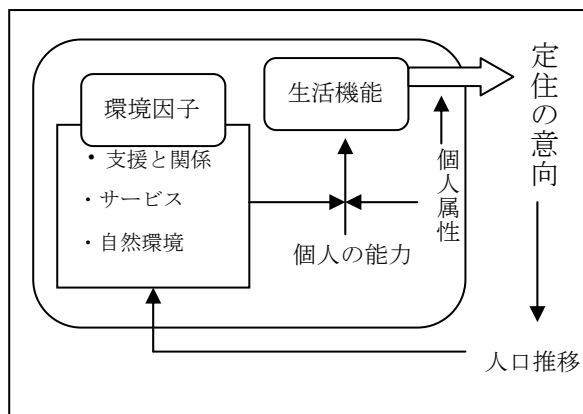 環境因子
・支援と関係
・サービス
・自然環境
生活機能
個人の能力
個人属性
定住の意向
人口推移